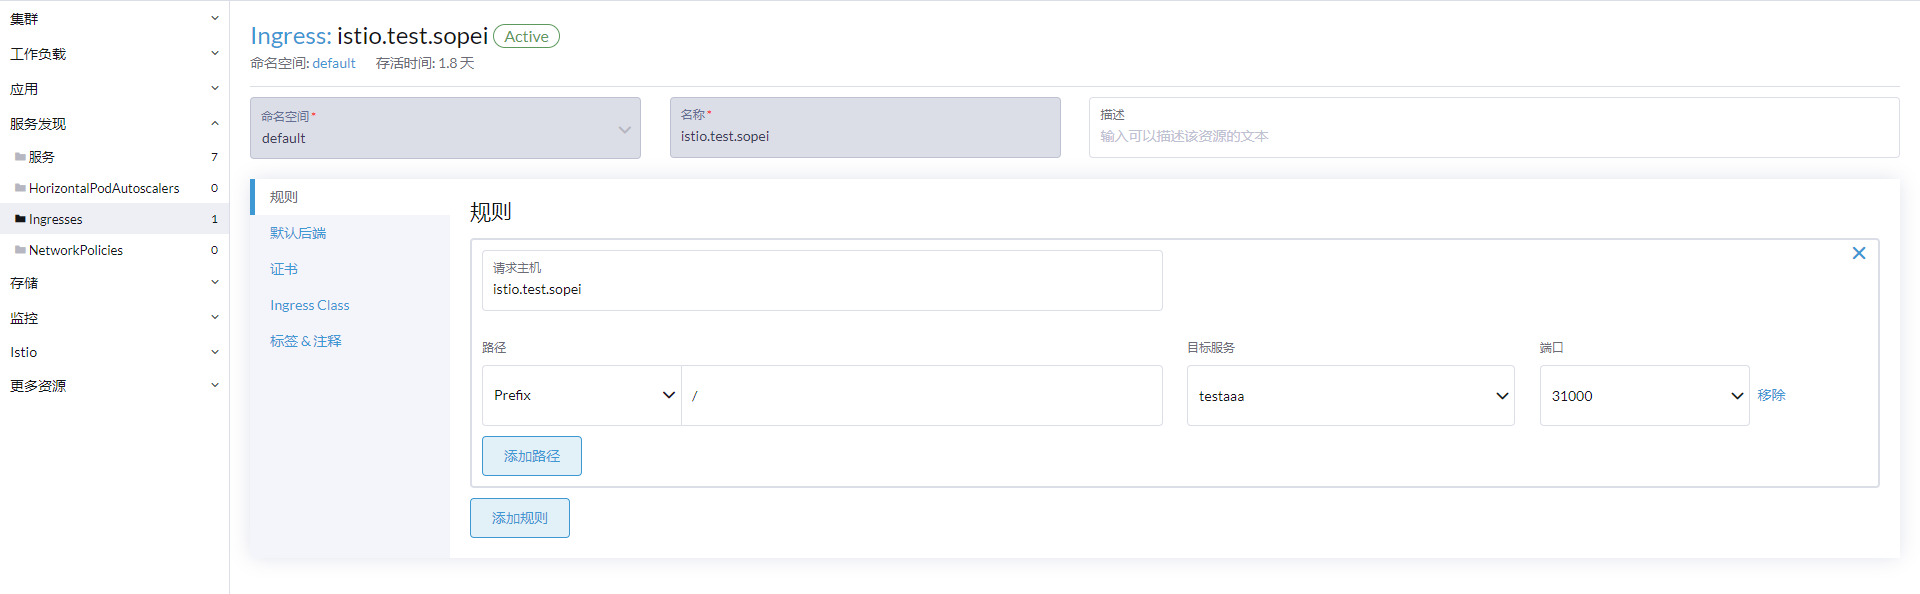 集群
工作负载
应用
服务发现
服务 7
HorizontalPodAutoscalers 0
Ingresses 1
NetworkPolicies 0
存储
监控
Istio
更多资源
Ingress: istio.test.sopei Active
命名空间: default 存活时间: 1.8 天
命名空间*
default
名称*
istio.test.sopei
描述
输入可以描述该资源的文本
规则
默认后端
证书
Ingress Class
标签 & 注释
规则
请求主机
istio.test.sopei
路径 目标服务 端口
Prefix / testaaa 31000 移除
添加路径
添加规则